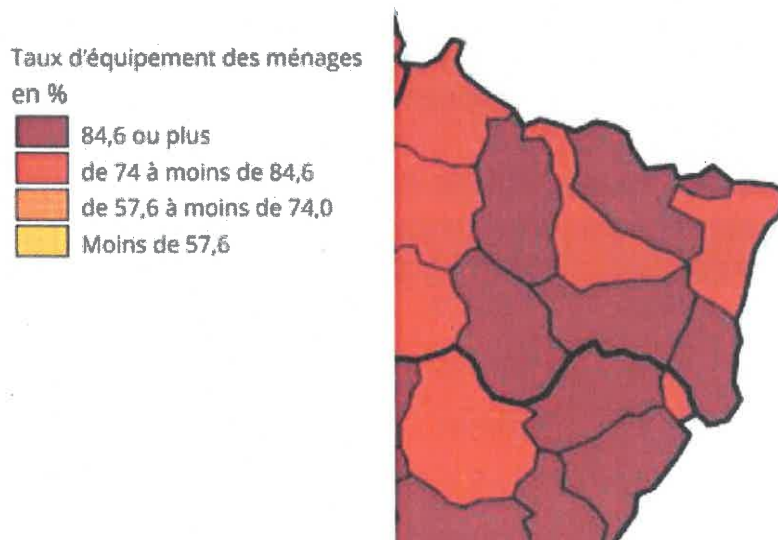 Taux d'équipement des ménages
en %
84,6 ou plus
de 74 à moins de 84,6
de 57,6 à moins de 74,0
Moins de 57,6